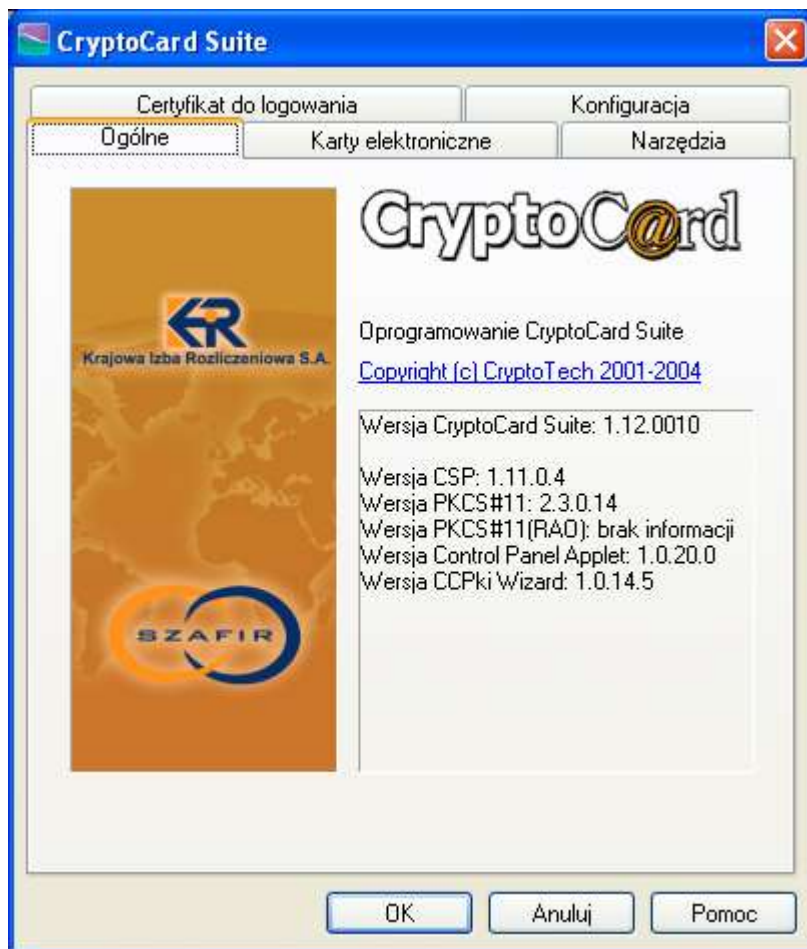 CryptoCard Suite
Certyfikat do logowania
Konfiguracja
Ogólne
Karty elektroniczne
Narzędzia
CryptoC@rd
KIR
Krajowa Izba Rozliczeniowa S.A.
Oprogramowanie CryptoCard Suite
Copyright (c) CryptoTech 2001-2004
Wersja CryptoCard Suite: 1.12.0010
Wersja CSP: 1.11.0.4
Wersja PKCS#11: 2.3.0.14
Wersja PKCS#11(RAO): brak informacji
Wersja Control Panel Applet: 1.0.20.0
Wersja CCPki Wizard: 1.0.14.5
SZAFIR
OK
Anuluj
Pomoc